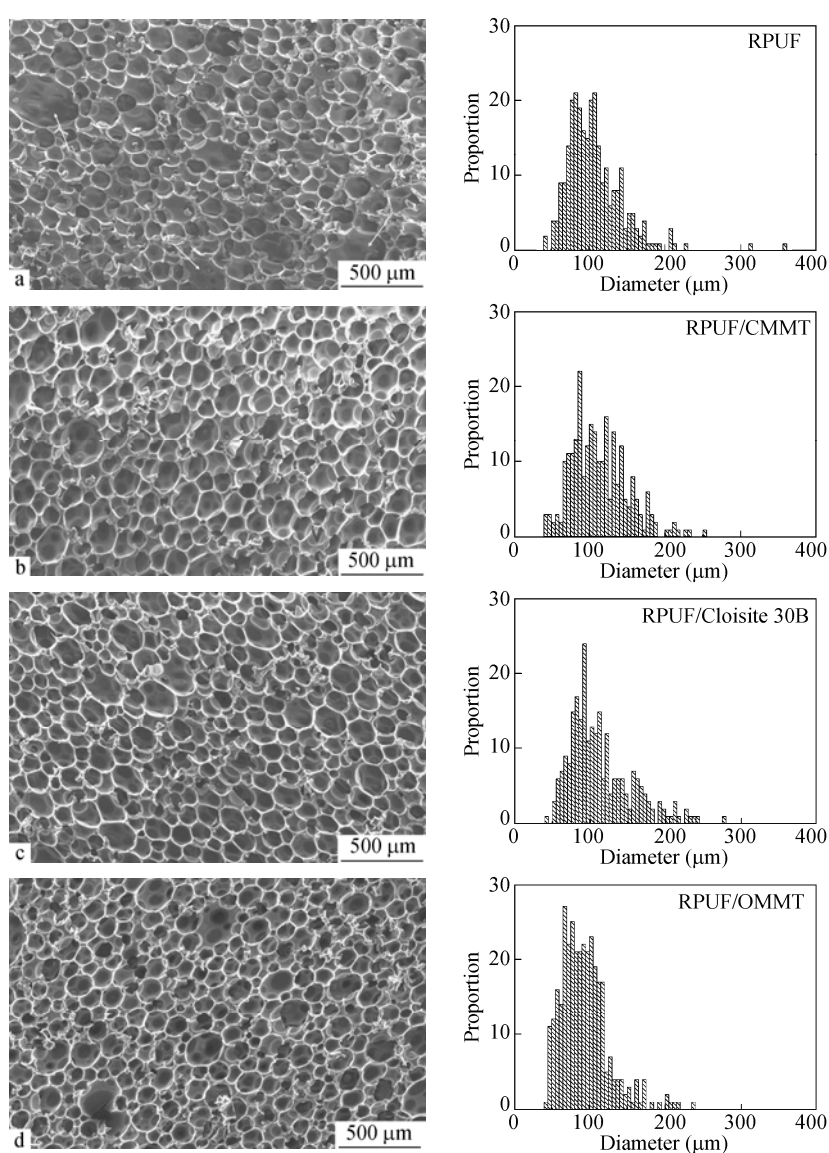 a
500 μm
30
20
10
0
Proportion
RPUF
0 100 200 300 400
Diameter (μm)
b
500 μm
30
20
10
0
Proportion
RPUF/CMMT
0 100 200 300 400
Diameter (μm)
c
500 μm
30
20
10
0
Proportion
RPUF/Cloisite 30B
0 100 200 300 400
Diameter (μm)
d
500 μm
30
20
10
0
Proportion
RPUF/OMMT
0 100 200 300 400
Diameter (μm)